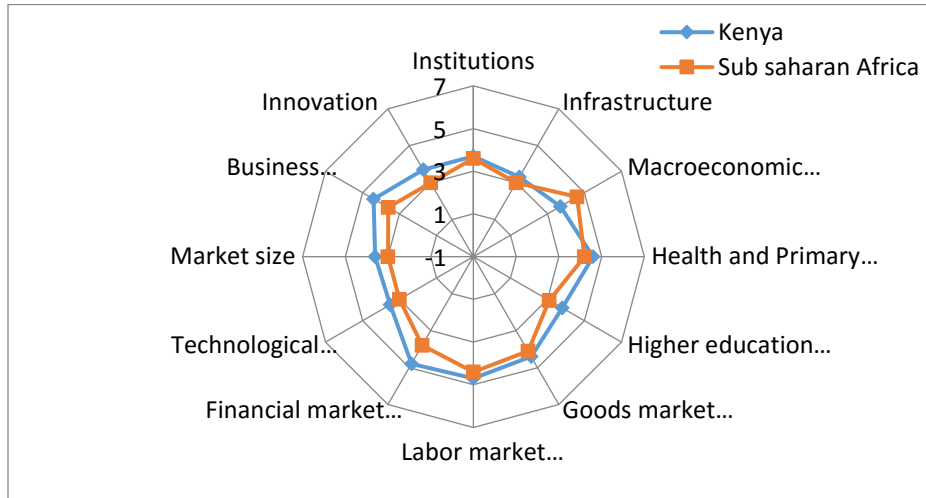 Kenya
Sub saharan Africa
Institutions
Infrastructure
Macroeconomic...
Health and Primary...
Higher education...
Goods market...
Labor market...
Financial market...
Technological...
Market size
Business...
Innovation
7
5
3
1
-1